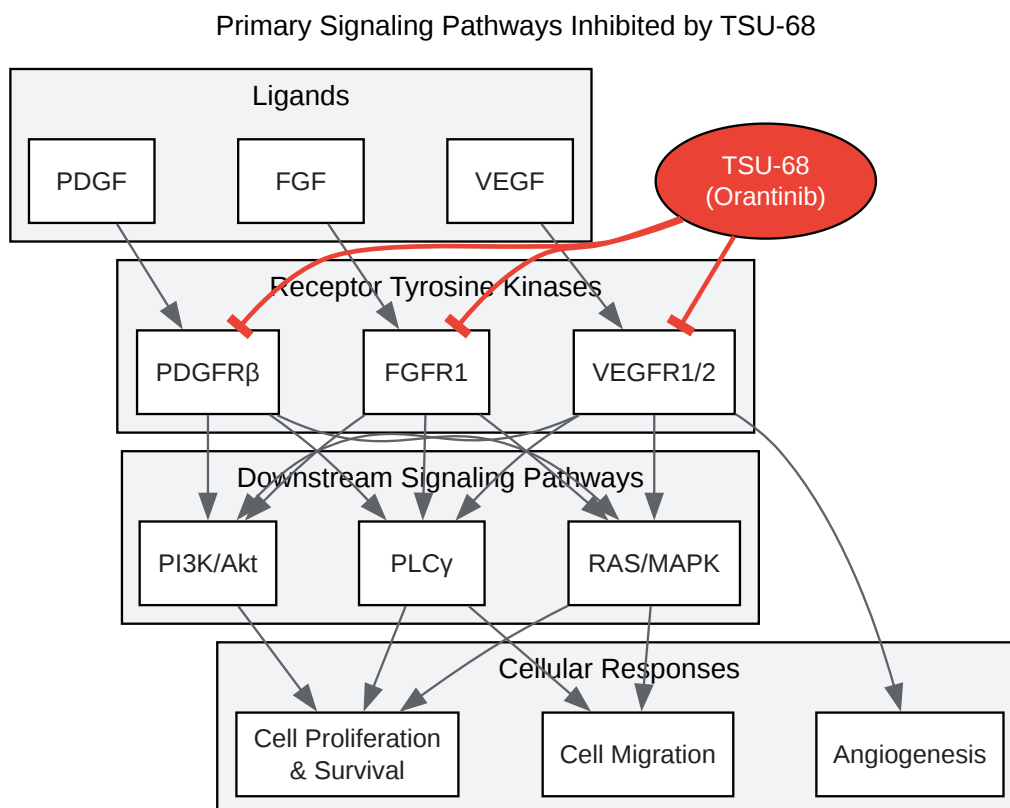 Primary Signaling Pathways Inhibited by TSU-68
Ligands
PDGF
FGF
VEGF
TSU-68
(Orantinib)
Receptor Tyrosine Kinases
PDGFRβ
FGFR1
VEGFR1/2
Downstream Signaling Pathways
PI3K/Akt
PLCγ
RAS/MAPK
Cellular Responses
Cell Proliferation
& Survival
Cell Migration
Angiogenesis